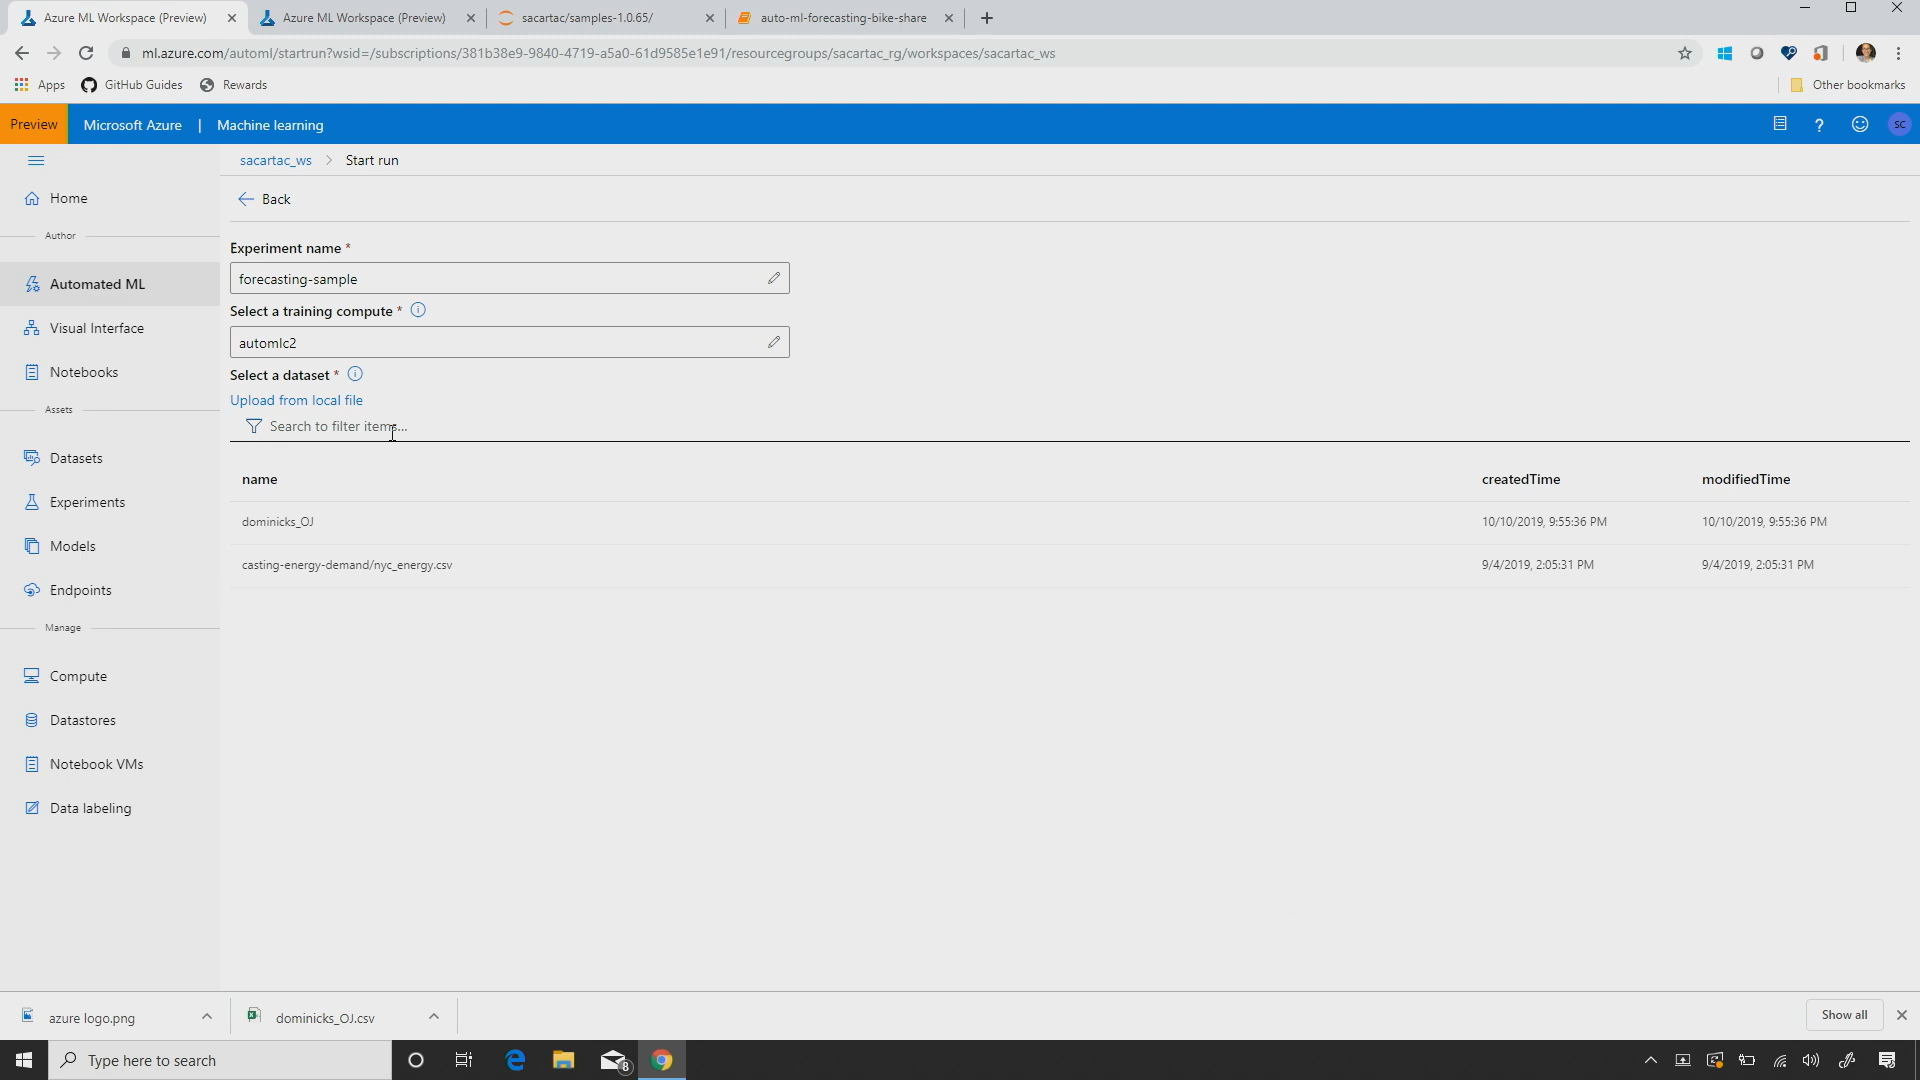 Azure ML Workspace (Preview)
Azure ML Workspace (Preview)
sacartac/samples-1.0.65/
auto-ml-forecasting-bike-share
ml.azure.com/automl/startrun?wsid=/subscriptions/381b38e9-9840-4719-a5a0-61d9585e1e91/resourcegroups/sacartac_rg/workspaces/sacartac_ws
Apps
GitHub Guides
Rewards
Other bookmarks
Preview
Microsoft Azure | Machine learning
SC
sacartac_ws > Start run
Home
Author
Automated ML
Visual Interface
Notebooks
Assets
Datasets
Experiments
Models
Endpoints
Manage
Compute
Datastores
Notebook VMs
Data labeling
Back
Experiment name *
forecasting-sample
Select a training compute *
automlc2
Select a dataset *
Upload from local file
Search to filter items...
name createdTime modifiedTime
dominicks_OJ 10/10/2019, 9:55:36 PM 10/10/2019, 9:55:36 PM
casting-energy-demand/nyc_energy.csv 9/4/2019, 2:05:31 PM 9/4/2019, 2:05:31 PM
azure logo.png
dominicks_OJ.csv
Show all
Type here to search
8